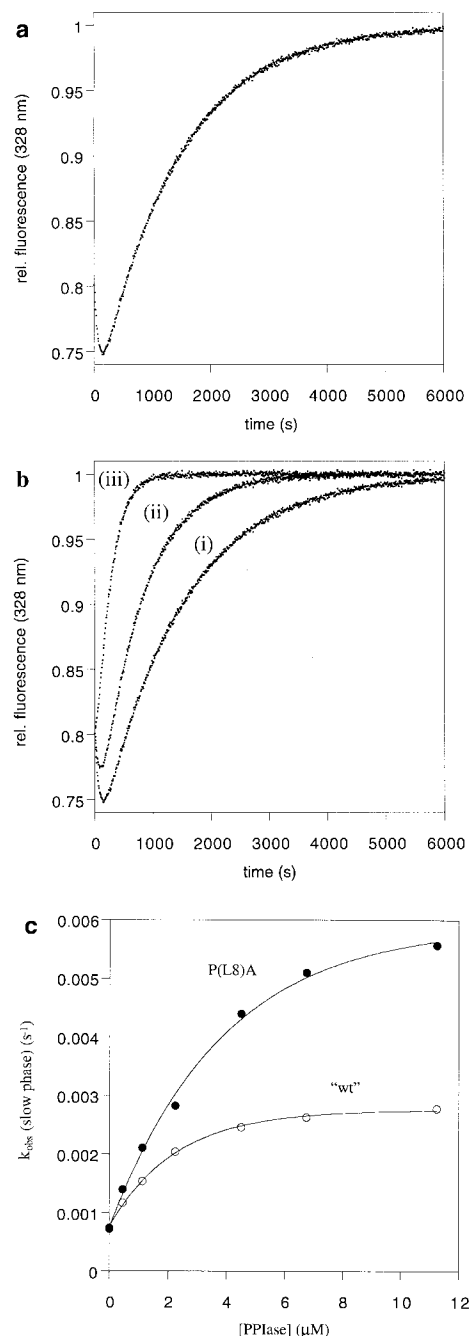 a
1
0.95
0.9
0.85
0.8
0.75
rel. fluorescence (328 nm)
0 1000 2000 3000 4000 5000 6000
time (s)
b
1
0.95
0.9
0.85
0.8
0.75
rel. fluorescence (328 nm)
(iii)
(ii)
(i)
0 1000 2000 3000 4000 5000 6000
time (s)
c
0.006
0.005
0.004
0.003
0.002
0.001
0
k_obs (slow phase) (s⁻¹)
P(L8)A
"wt"
0 2 4 6 8 10 12
[PPIase] (μM)